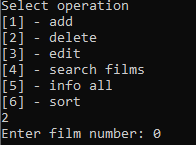 Select operation
[1] - add
[2] - delete
[3] - edit
[4] - search films
[5] - info all
[6] - sort
2
Enter film number: 0